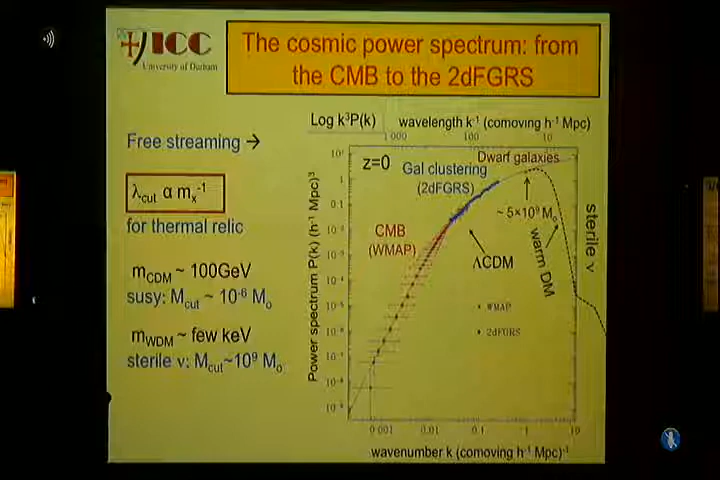 ICC
University of Durham
The cosmic power spectrum: from
the CMB to the 2dFGRS
Free streaming →
λcut α mx-1
for thermal relic
mCDM ~ 100GeV
susy: Mcut ~ 10-6 Mo
mWDM ~ few keV
sterile ν: Mcut~109 Mo
Log k3P(k)
wavelength k-1 (comoving h-1 Mpc)
1000 100 10
z=0
Gal clustering
(2dFGRS)
Dwarf galaxies
~ 5×109 Mo
CMB
(WMAP)
ΛCDM
warm DM
sterile ν
WMAP
2dFGRS
Power spectrum P(k) (h-1 Mpc)3
0.001 0.01 0.1 1 10
wavenumber k (comoving h-1 Mpc)-1